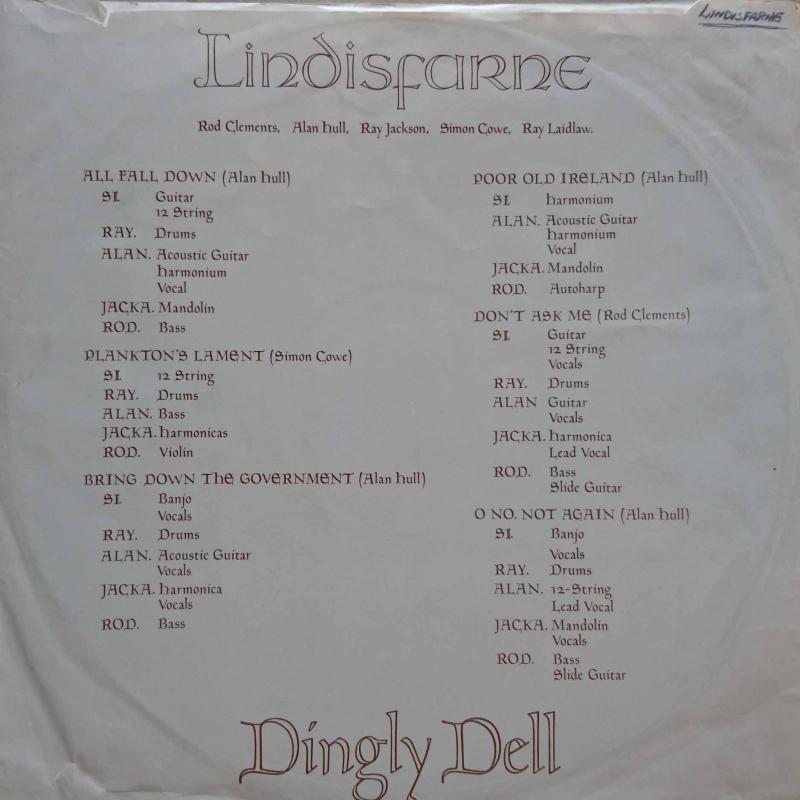 LINDISFARNE
Lindisfarne
Rod Clements. Alan Hull. Ray Jackson. Simon Cowe. Ray Laidlaw.
ALL FALL DOWN (Alan Hull)
SI. Guitar
12 String
RAY. Drums
ALAN. Acoustic Guitar
Harmonium
Vocal
JACKA. Mandolin
ROD. Bass
PLANKTON'S LAMENT (Simon Cowe)
SI. 12 String
RAY. Drums
ALAN. Bass
JACKA. Harmonicas
ROD. Violin
BRING DOWN THE GOVERNMENT (Alan Hull)
SI. Banjo
Vocals
RAY. Drums
ALAN. Acoustic Guitar
Vocals
JACKA. Harmonica
Vocals
ROD. Bass
POOR OLD IRELAND (Alan Hull)
SI. Harmonium
ALAN. Acoustic Guitar
Harmonium
Vocal
JACKA. Mandolin
ROD. Autoharp
DON'T ASK ME (Rod Clements)
SI. Guitar
12 String
Vocals
RAY. Drums
ALAN Guitar
Vocals
JACKA. Harmonica
Lead Vocal
ROD. Bass
Slide Guitar
O NO. NOT AGAIN (Alan Hull)
SI. Banjo
Vocals
RAY. Drums
ALAN. 12-String
Lead Vocal
JACKA. Mandolin
Vocals
ROD. Bass
Slide Guitar
Dingly Dell